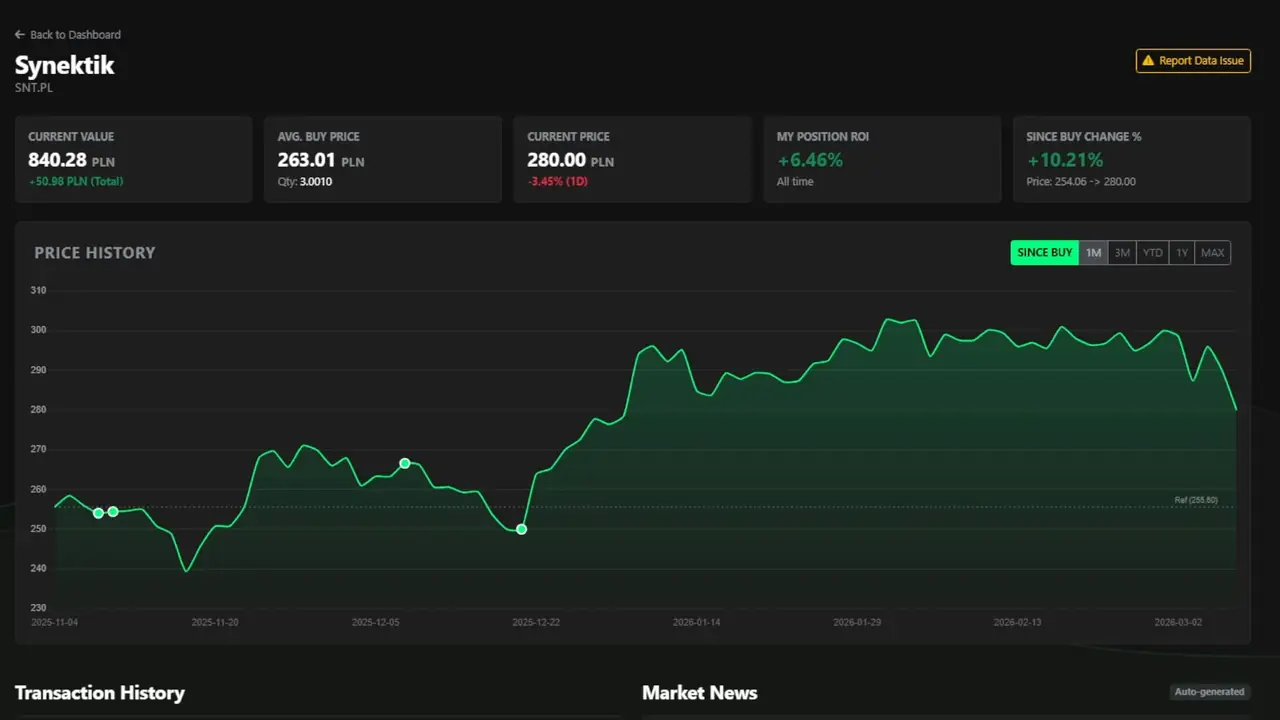 Back to Dashboard
Synektik
SNT.PL
Report Data Issue
CURRENT VALUE
840.28 PLN
+50.98 PLN (Total)
AVG. BUY PRICE
263.01 PLN
Qty: 3.0010
CURRENT PRICE
280.00 PLN
-3.45% (1D)
MY POSITION ROI
+6.46%
All time
SINCE BUY CHANGE %
+10.21%
Price: 254.06 -> 280.00
PRICE HISTORY
SINCE BUY 1M 3M YTD 1Y MAX
310
300
290
280
270
260
250
240
230
Ref (255.60)
2025-11-04 2025-11-20 2025-12-05 2025-12-22 2026-01-14 2026-01-29 2026-02-13 2026-03-02
Transaction History
Market News
Auto-generated